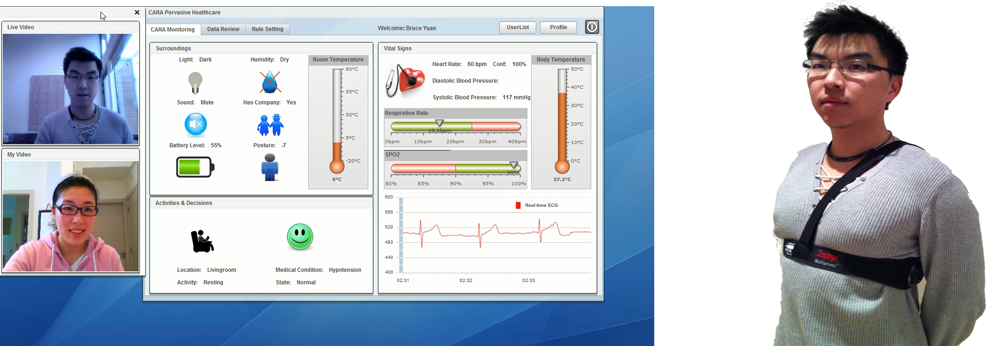 CARA Pervasive Healthcare
Live Video
My Video
CARA Monitoring Data Review Rule Setting
Welcome: Bruce Yuan
UserList Profile
Surroundings
Light: Dark
Humidity: Dry
Sound: Mute
Has Company: Yes
Battery Level: 55%
Posture: -7
Room Temperature
80°C
55°C
30°C
5°C
-20°C
0°C
Activities & Decisions
Location: Livingroom
Activity: Resting
Medical Condition: Hypotension
State: Normal
Vital Signs
Heart Rate: 60 bpm Conf: 100%
Diastolic Blood Pressure:
Systolic Blood Pressure: 117 mmHg
Respiration Rate
15.1bpm
0bpm 10bpm 20bpm 30bpm 40bpm
SPO2
99%
80% 85% 90% 95% 100%
Body Temperature
50°C
40°C
30°C
20°C
10°C
0°C
37.2°C
Real-time ECG
600
560
520
480
440
400
02:31 02:32 02:33
Zephyr
BioHarness™